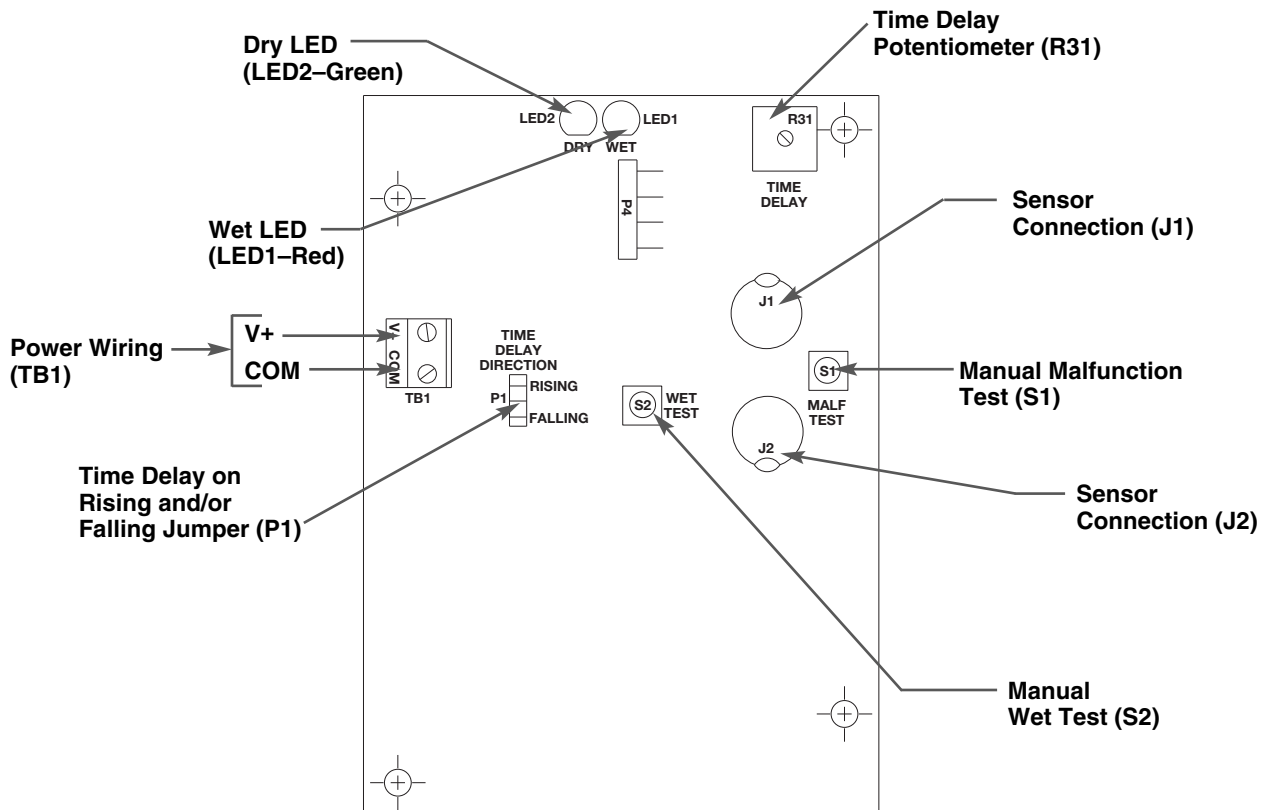 Time Delay
Potentiometer (R31)
Dry LED
(LED2–Green)
LED2
LED1
R31
DRY
WET
TIME
DELAY
P4
Sensor
Connection (J1)
Wet LED
(LED1–Red)
J1
Power Wiring
(TB1)
V+
COM
V+
COM
TB1
TIME
DELAY
DIRECTION
RISING
P1
FALLING
S2
WET
TEST
S1
MALF
TEST
Manual Malfunction
Test (S1)
J2
Time Delay on
Rising and/or
Falling Jumper (P1)
Sensor
Connection (J2)
Manual
Wet Test (S2)